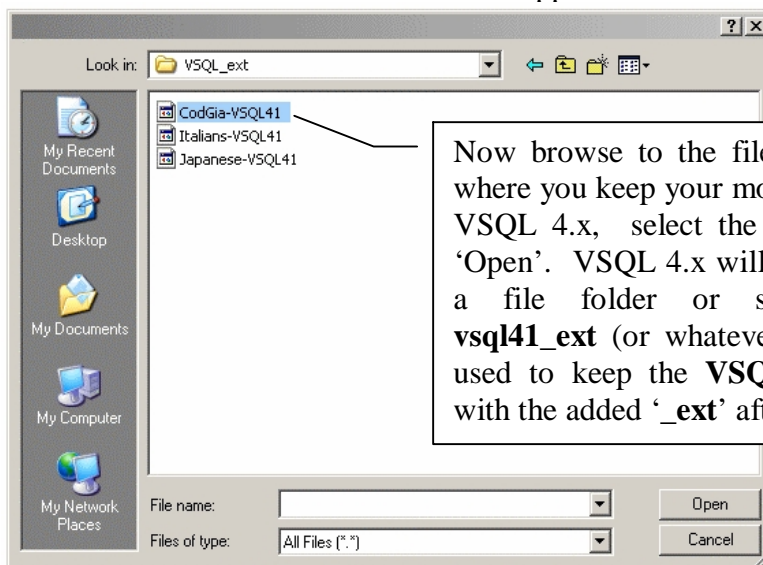 Look in:
VSQL_ext
CodGia-VSQL41
Italians-VSQL41
Japanese-VSQL41
My Recent
Documents
Desktop
My Documents
My Computer
My Network
Places
Now browse to the file
where you keep your mo
VSQL 4.x, select the
‘Open’. VSQL 4.x will
a file folder or s
vsql41_ext (or whateve
used to keep the VSQ
with the added ‘_ext’ aft
File name:
Open
Files of type:
All Files (*.*)
Cancel